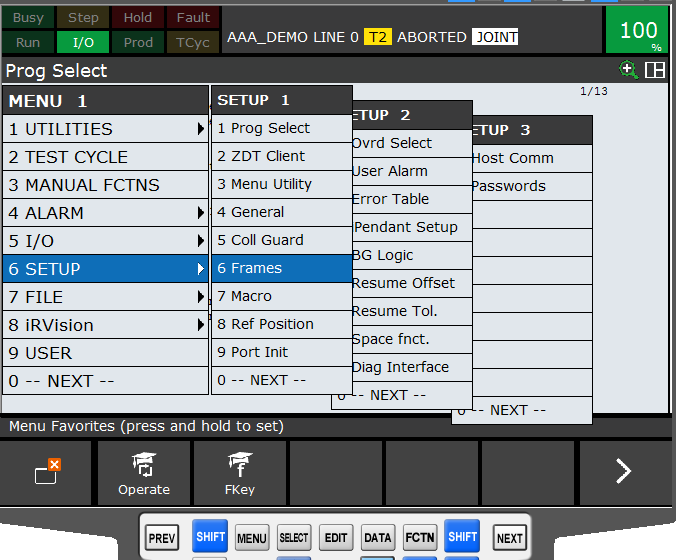 Busy Step Hold Fault
Run I/O Prod TCyc
AAA_DEMO LINE 0 T2 ABORTED JOINT
100 %
Prog Select
1/13
MENU 1
1 UTILITIES
2 TEST CYCLE
3 MANUAL FCTNS
4 ALARM
5 I/O
6 SETUP
7 FILE
8 iRVision
9 USER
0 -- NEXT --
SETUP 1
1 Prog Select
2 ZDT Client
3 Menu Utility
4 General
5 Coll Guard
6 Frames
7 Macro
8 Ref Position
9 Port Init
0 -- NEXT --
ETUP 2
Ovrd Select
User Alarm
Error Table
iPendant Setup
BG Logic
Resume Offset
Resume Tol.
Space fnct.
Diag Interface
0 -- NEXT --
ETUP 3
Host Comm
Passwords
0 -- NEXT --
Menu Favorites (press and hold to set)
Operate
FKey
PREV SHIFT MENU SELECT EDIT DATA FCTN SHIFT NEXT